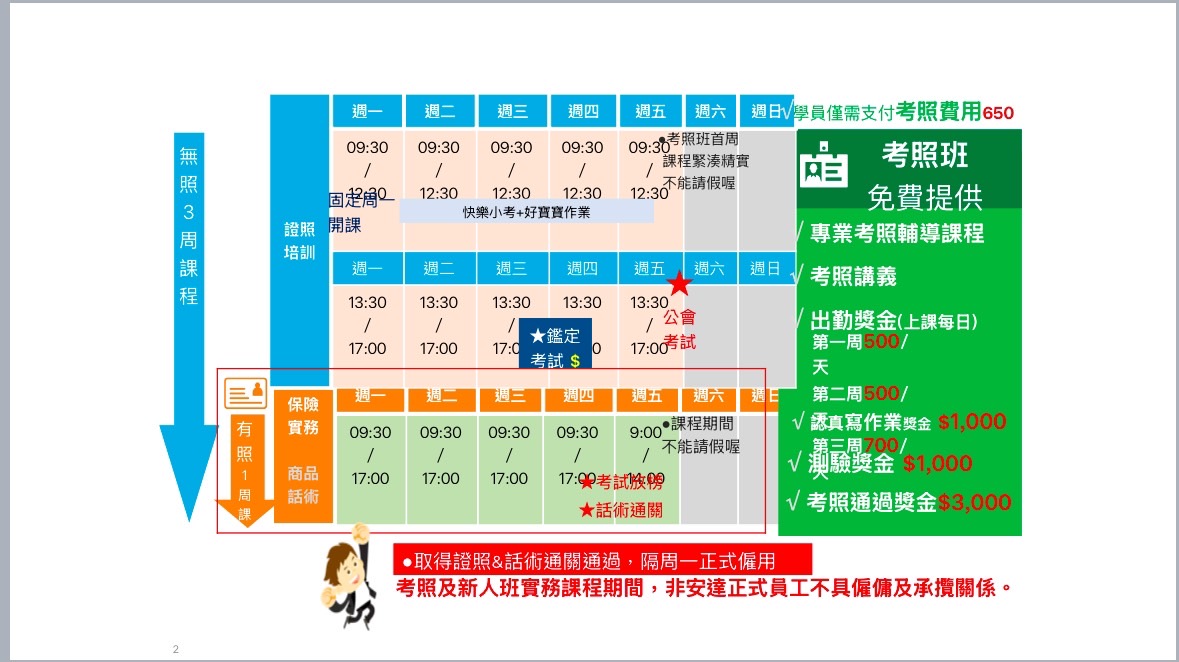 週一 週二 週三 週四 週五 週六 週日
√學員僅需支付考照費用650
無照3周課程
證照
培訓
09:30 09:30 09:30 09:30 09:30
/ / / / /
12:30 12:30 12:30 12:30 12:30
●考照班首周
課程緊湊精實
不能請假喔
固定周一
開課
快樂小考+好寶寶作業
週一 週二 週三 週四 週五 週六 週日
13:30 13:30 13:30 13:30 13:30
/ / / / /
17:00 17:00 17:00 17:00
★
公會
考試
★鑑定
考試 $
有照1周課
保險
實務
商品
話術
週一 週二 週三 週四 週五 週六 週日
09:30 09:30 09:30 09:30 9:00
/ / / / /
17:00 17:00 17:00 17:00 14:00
●課程期間
不能請假喔
★考試放榜
★話術通關
考照班
免費提供
√ 專業考照輔導課程
√ 考照講義
√ 出勤獎金(上課每日)
第一周500/
天
第二周500/
天
√ 認真寫作業獎金 $1,000
第三周700/
天
√ 測驗獎金 $1,000
√ 考照通過獎金$3,000
●取得證照&話術通關通過，隔周一正式僱用
考照及新人班實務課程期間，非安達正式員工不具僱傭及承攬關係。
2